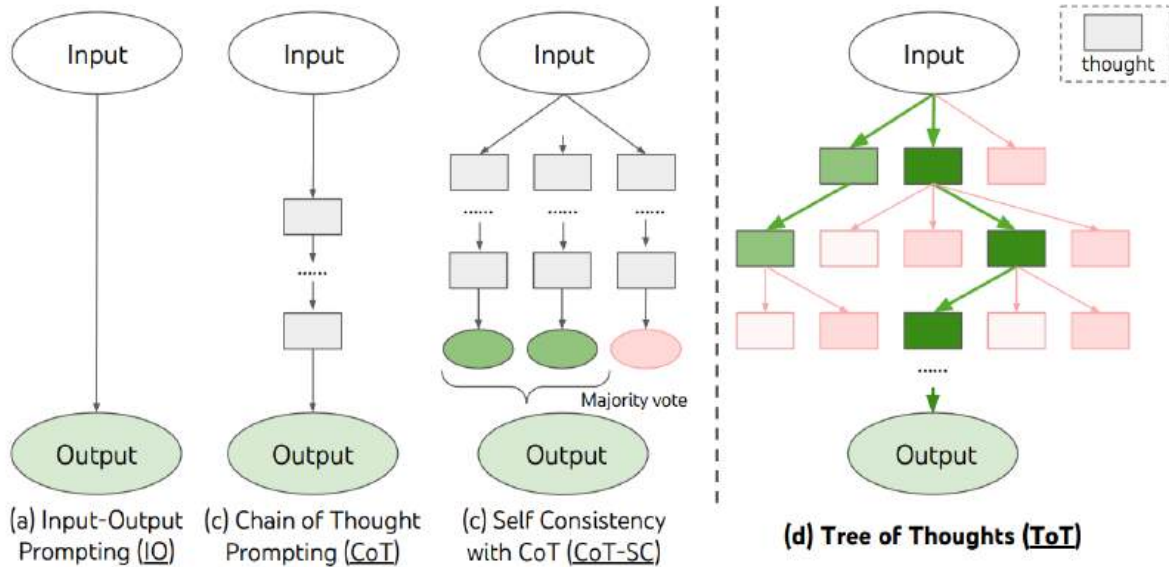 Input
Input
Input
Input
thought
......
......
......
......
......
Majority vote
Output
Output
Output
Output
(a) Input-Output
Prompting (IO)
(c) Chain of Thought
Prompting (CoT)
(c) Self Consistency
with CoT (CoT-SC)
(d) Tree of Thoughts (ToT)